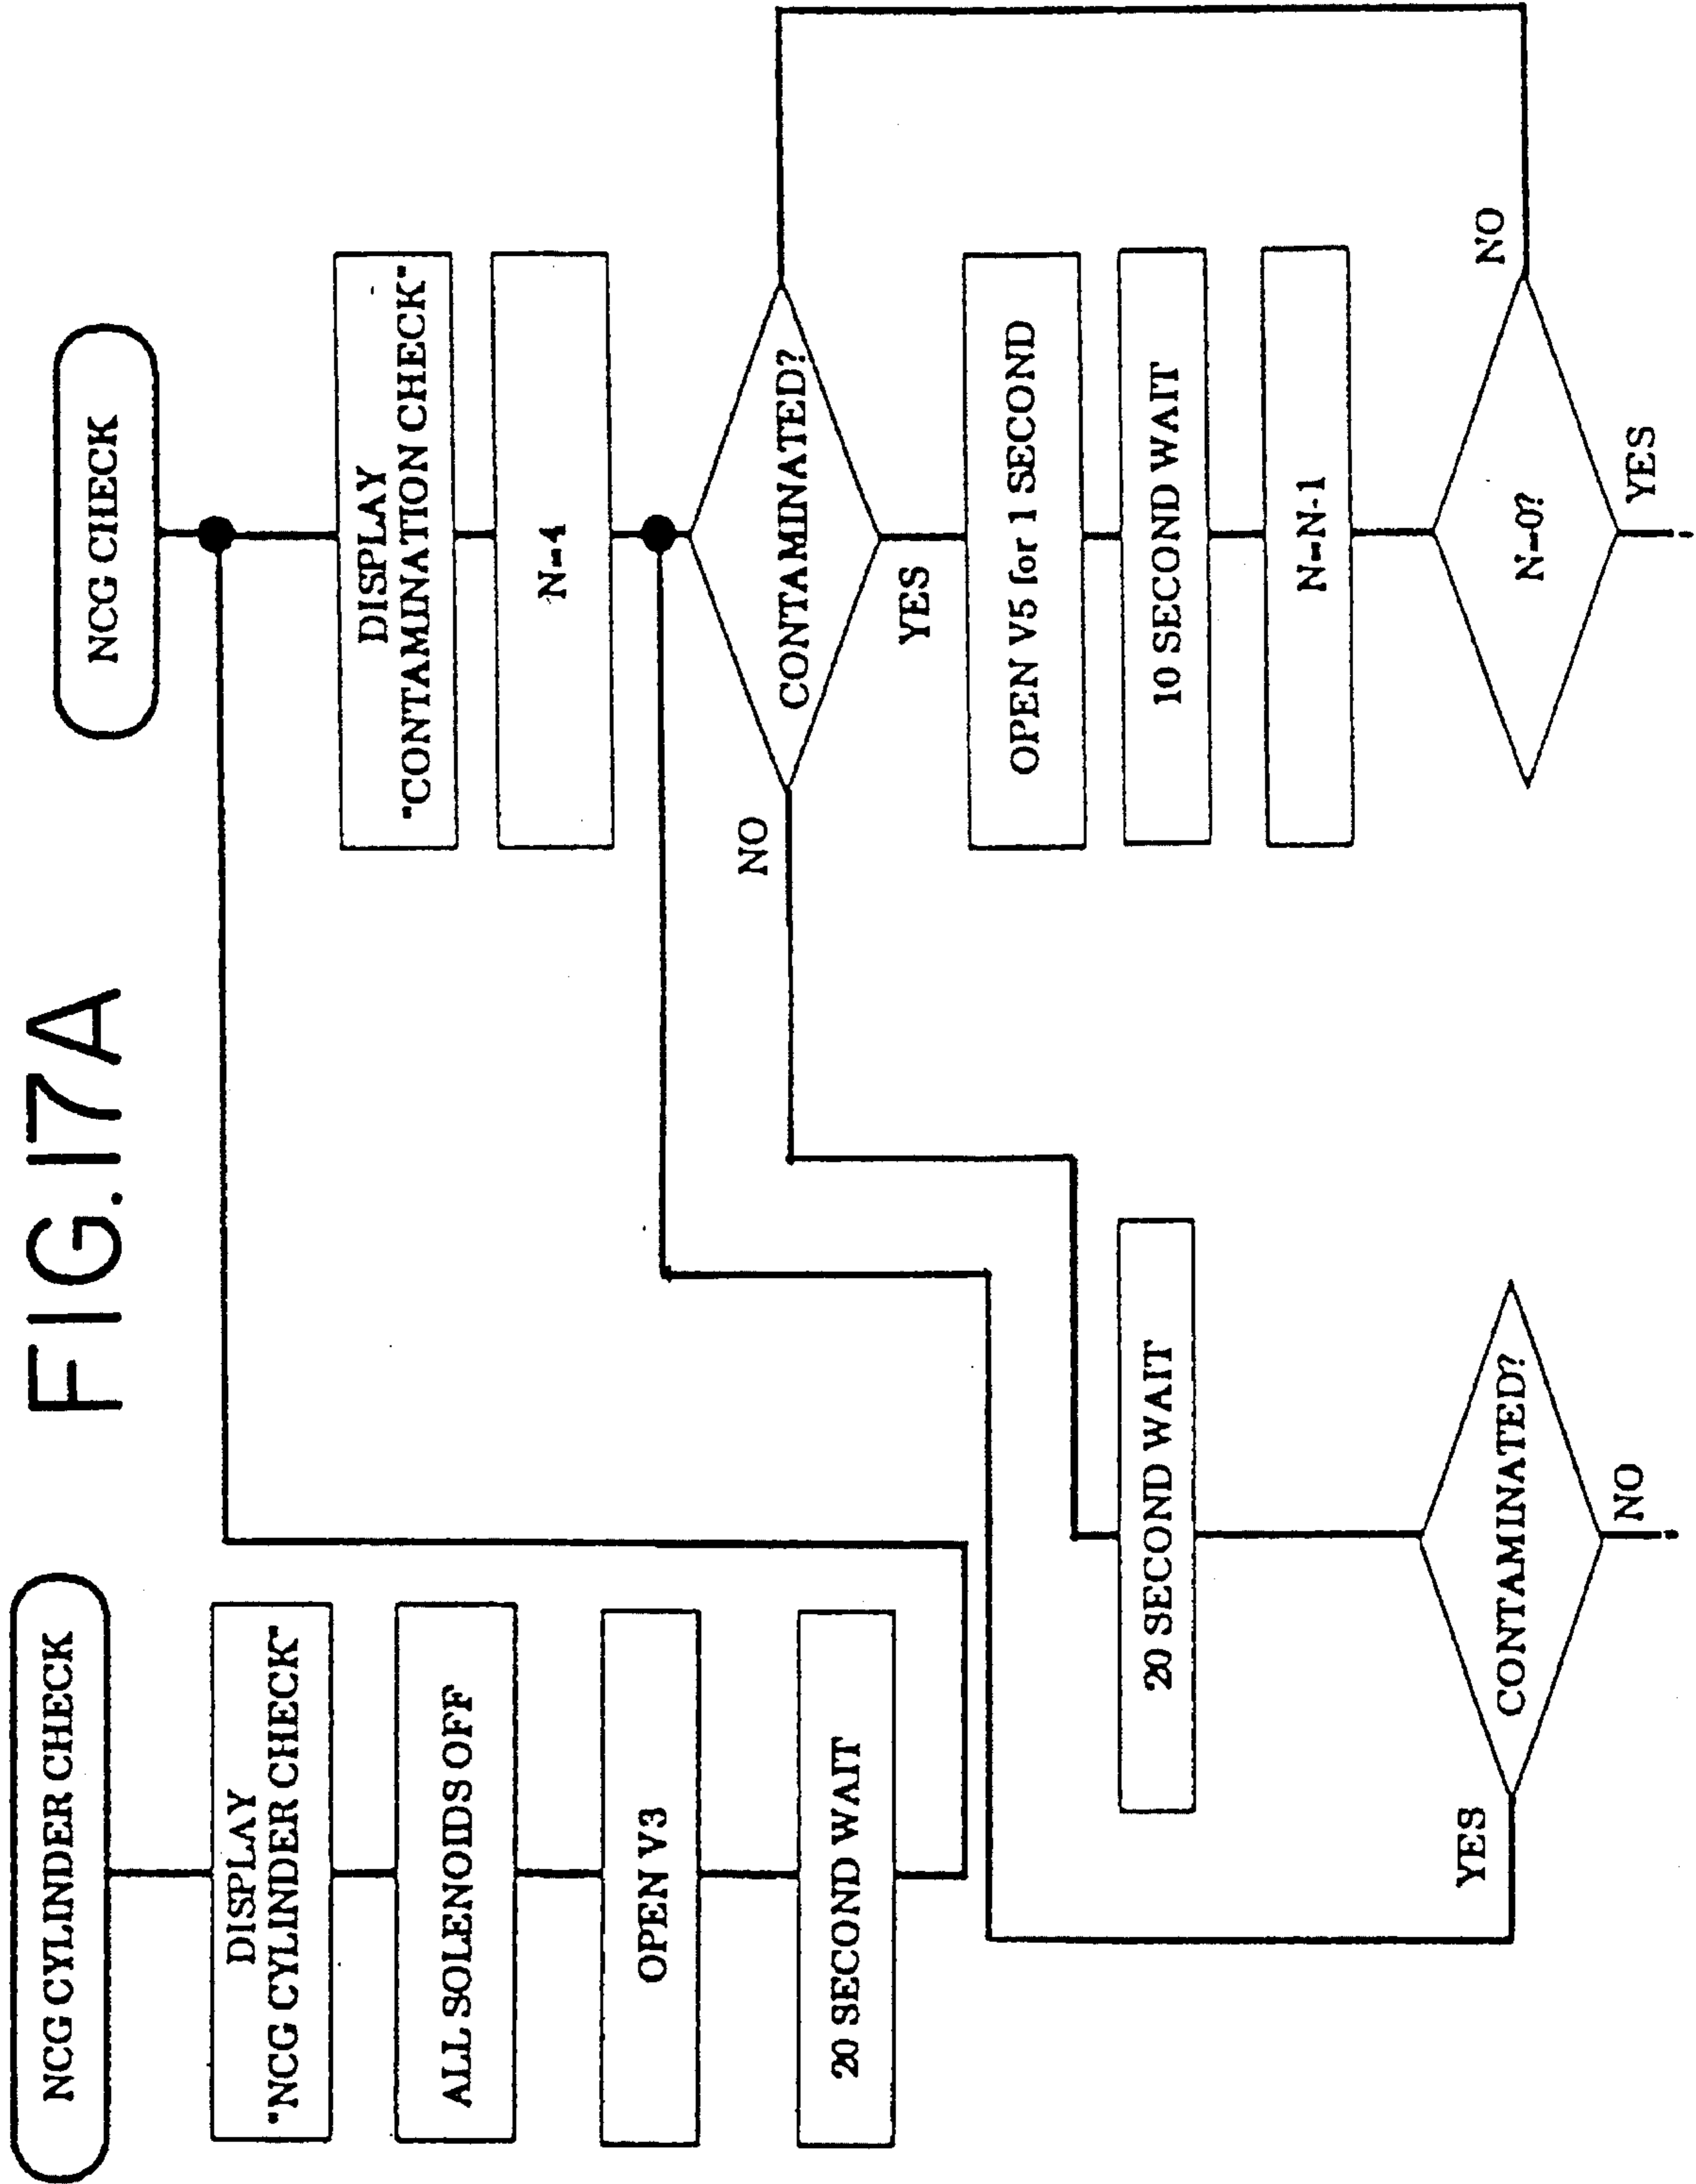 FIG.17A
NCG CYLINDER CHECK
DISPLAY
"NCG CYLINDER CHECK"
ALL SOLENOIDS OFF
OPEN V3
20 SECOND WAIT
20 SECOND WAIT
CONTAMINATED?
YES
NO
NCG CHECK
DISPLAY
"CONTAMINATION CHECK"
N=4
CONTAMINATED?
NO
YES
OPEN V5 for 1 SECOND
10 SECOND WAIT
N=N-1
N=0?
NO
YES